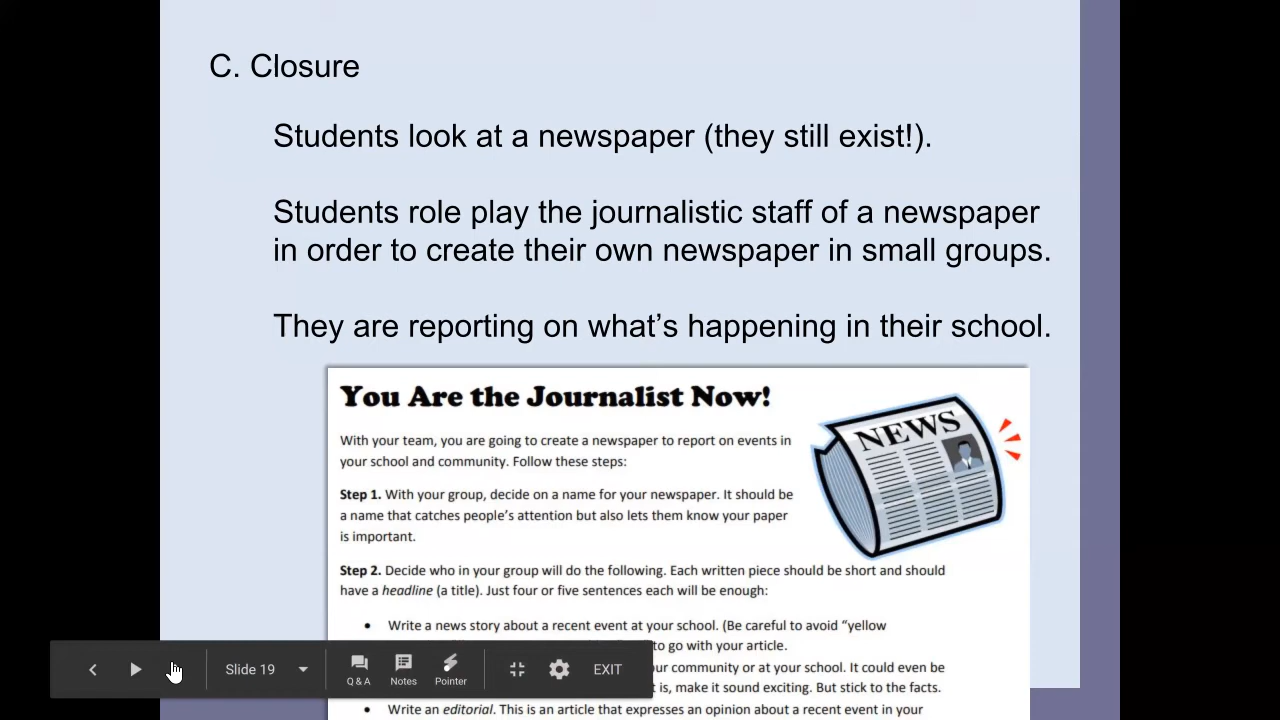 C. Closure
Students look at a newspaper (they still exist!).
Students role play the journalistic staff of a newspaper
in order to create their own newspaper in small groups.
They are reporting on what's happening in their school.
You Are the Journalist Now!
NEWS
With your team, you are going to create a newspaper to report on events in
your school and community. Follow these steps:
Step 1. With your group, decide on a name for your newspaper. It should be
a name that catches people's attention but also lets them know your paper
is important.
Step 2. Decide who in your group will do the following. Each written piece should be short and should
have a headline (a title). Just four or five sentences each will be enough:
• Write a news story about a recent event at your school. (Be careful to avoid "yellow
to go with your article.
our community or at your school. It could even be
is, make it sound exciting. But stick to the facts.
• Write an editorial. This is an article that expresses an opinion about a recent event in your
Slide 19
Q & A
Notes
Pointer
EXIT